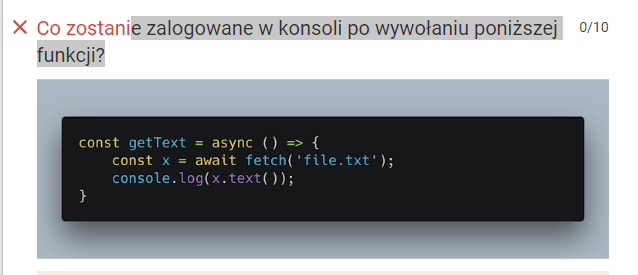 Co zostanie zalogowane w konsoli po wywołaniu poniższej 0/10
funkcji?
const getText = async () => {
    const x = await fetch('file.txt');
    console.log(x.text());
}